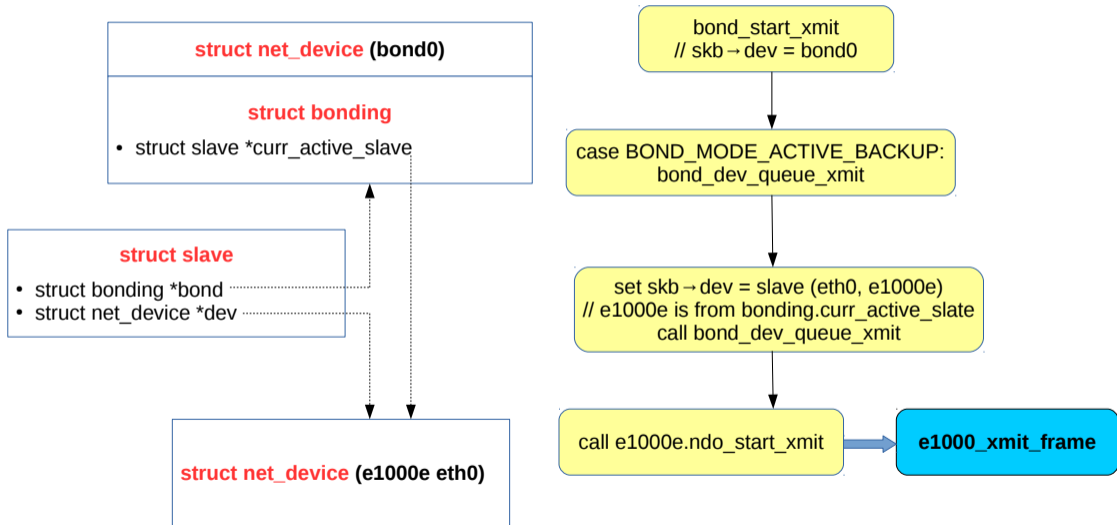 struct net_device (bond0)
struct bonding
• struct slave *curr_active_slave
struct slave
• struct bonding *bond
• struct net_device *dev
struct net_device (e1000e eth0)
bond_start_xmit
// skb→dev = bond0
case BOND_MODE_ACTIVE_BACKUP:
bond_dev_queue_xmit
set skb→dev = slave (eth0, e1000e)
// e1000e is from bonding.curr_active_slate
call bond_dev_queue_xmit
call e1000e.ndo_start_xmit
e1000_xmit_frame